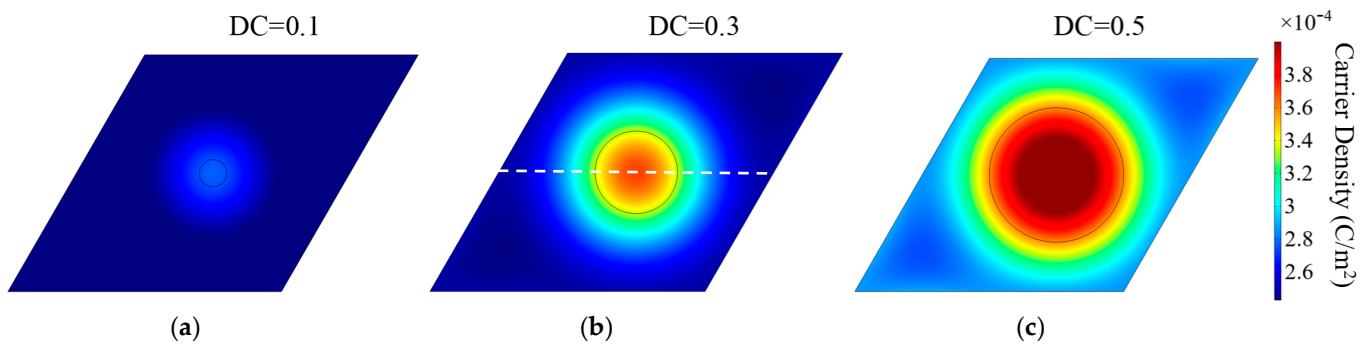 DC=0.1
DC=0.3
DC=0.5
×10⁻⁴
3.8
3.6
3.4
3.2
3
2.8
2.6
Carrier Density (C/m²)
(a)
(b)
(c)